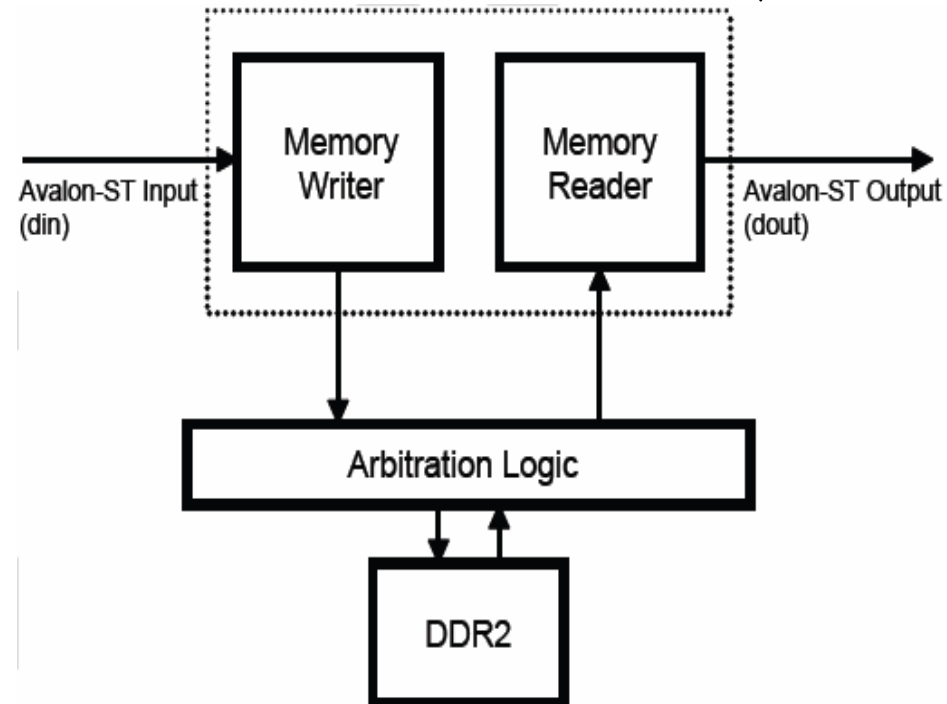 Memory
Writer
Memory
Reader
Avalon-ST Input
(din)
Avalon-ST Output
(dout)
Arbitration Logic
DDR2